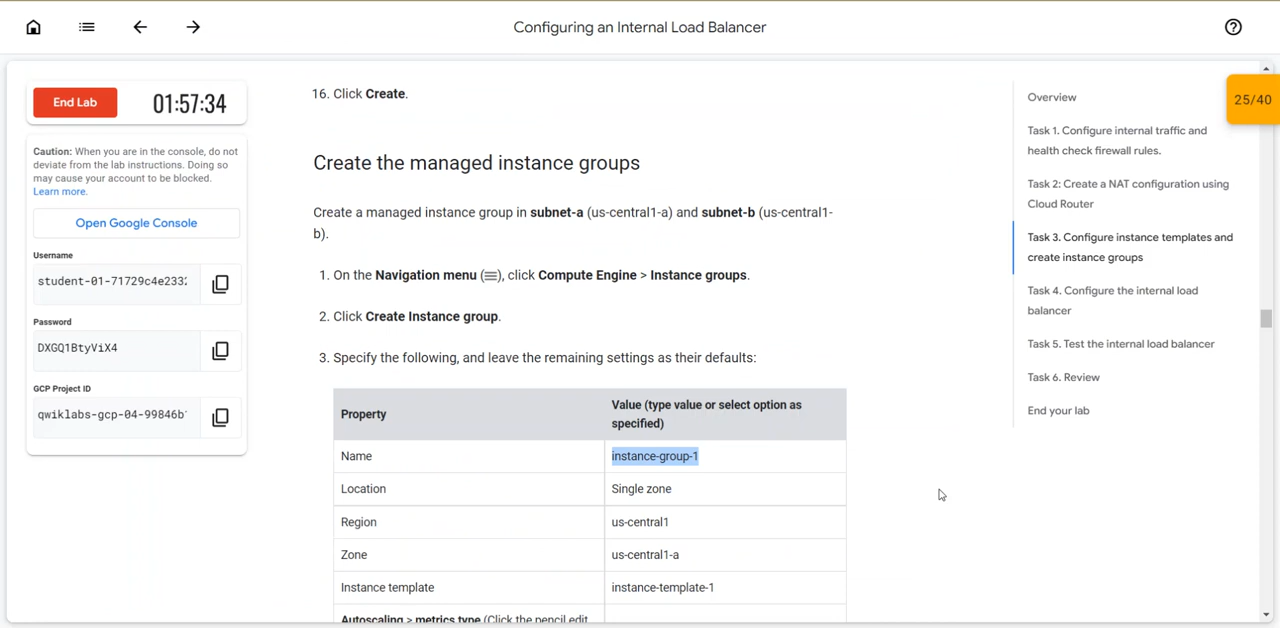 Configuring an Internal Load Balancer
End Lab
01:57:34
Caution: When you are in the console, do not
deviate from the lab instructions. Doing so
may cause your account to be blocked.
Learn more.
Open Google Console
Username
student-01-71729c4e233
Password
DXGQ1BtyViX4
GCP Project ID
qwiklabs-gcp-04-99846b
16. Click Create.
Create the managed instance groups
Create a managed instance group in subnet-a (us-central1-a) and subnet-b (us-central1-
b).
1. On the Navigation menu (), click Compute Engine > Instance groups.
2. Click Create Instance group.
3. Specify the following, and leave the remaining settings as their defaults:
Property
Value (type value or select option as
specified)
Name
instance-group-1
Location
Single zone
Region
us-central1
Zone
us-central1-a
Instance template
instance-template-1
Autoscaling > metrics type (Click the pencil edit
Overview
Task 1. Configure internal traffic and
health check firewall rules.
Task 2: Create a NAT configuration using
Cloud Router
Task 3. Configure instance templates and
create instance groups
Task 4. Configure the internal load
balancer
Task 5. Test the internal load balancer
Task 6. Review
End your lab
25/40